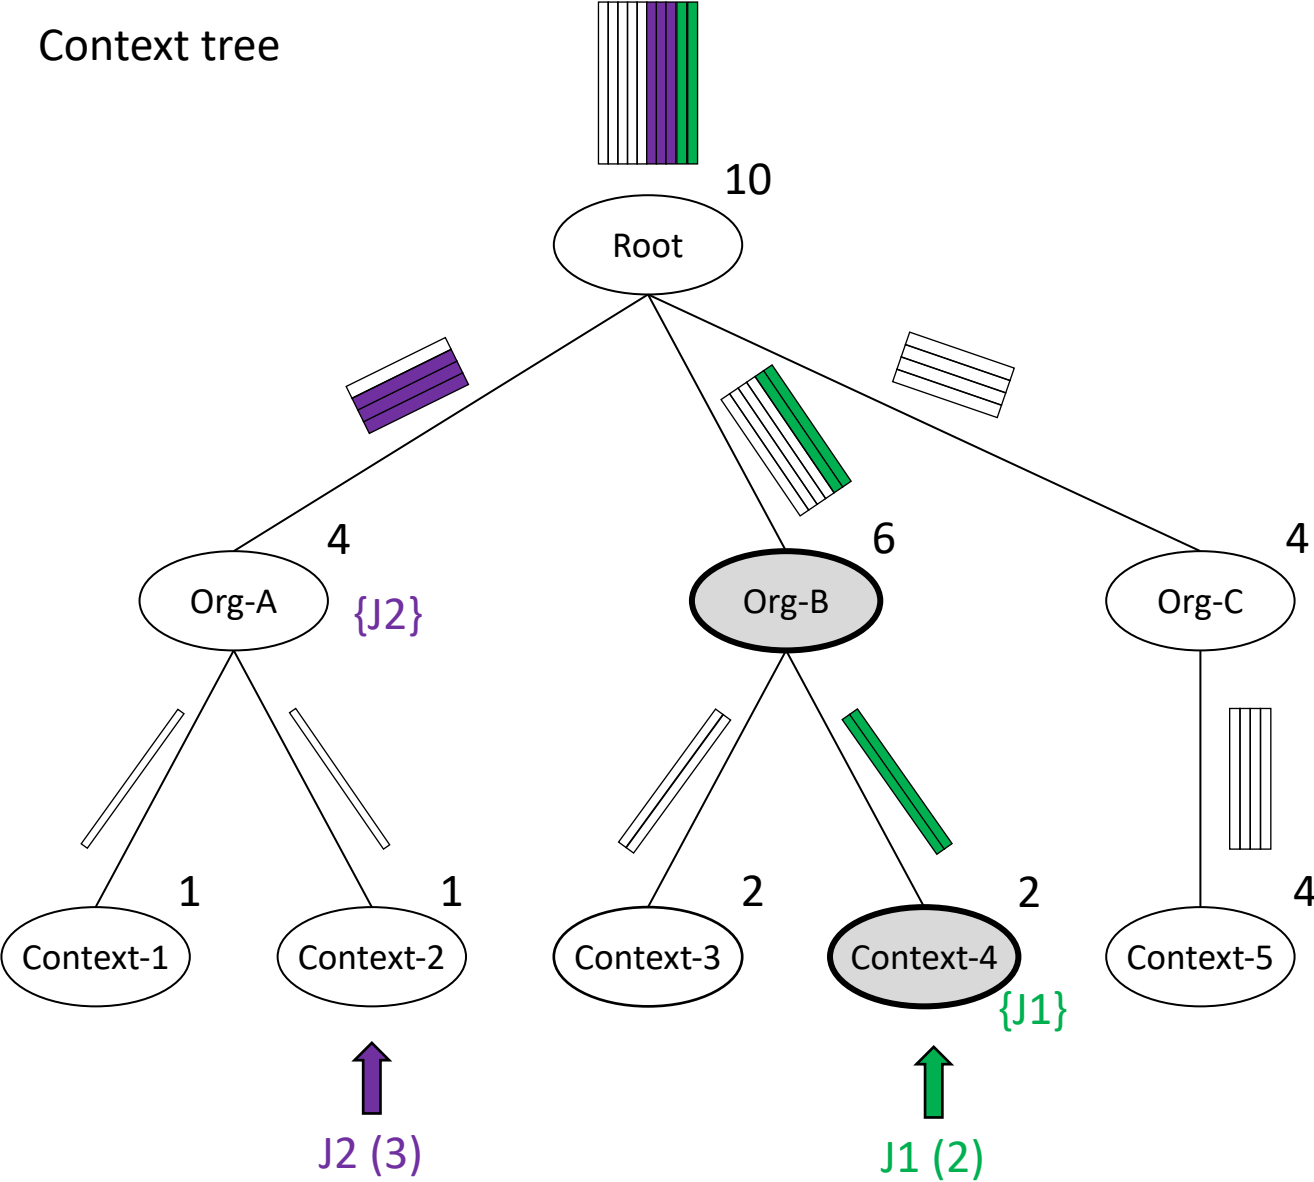 Context tree
10
Root
4
6
4
Org-A
{J2}
Org-B
Org-C
1
1
2
2
4
Context-1
Context-2
Context-3
Context-4
Context-5
{J1}
J2 (3)
J1 (2)